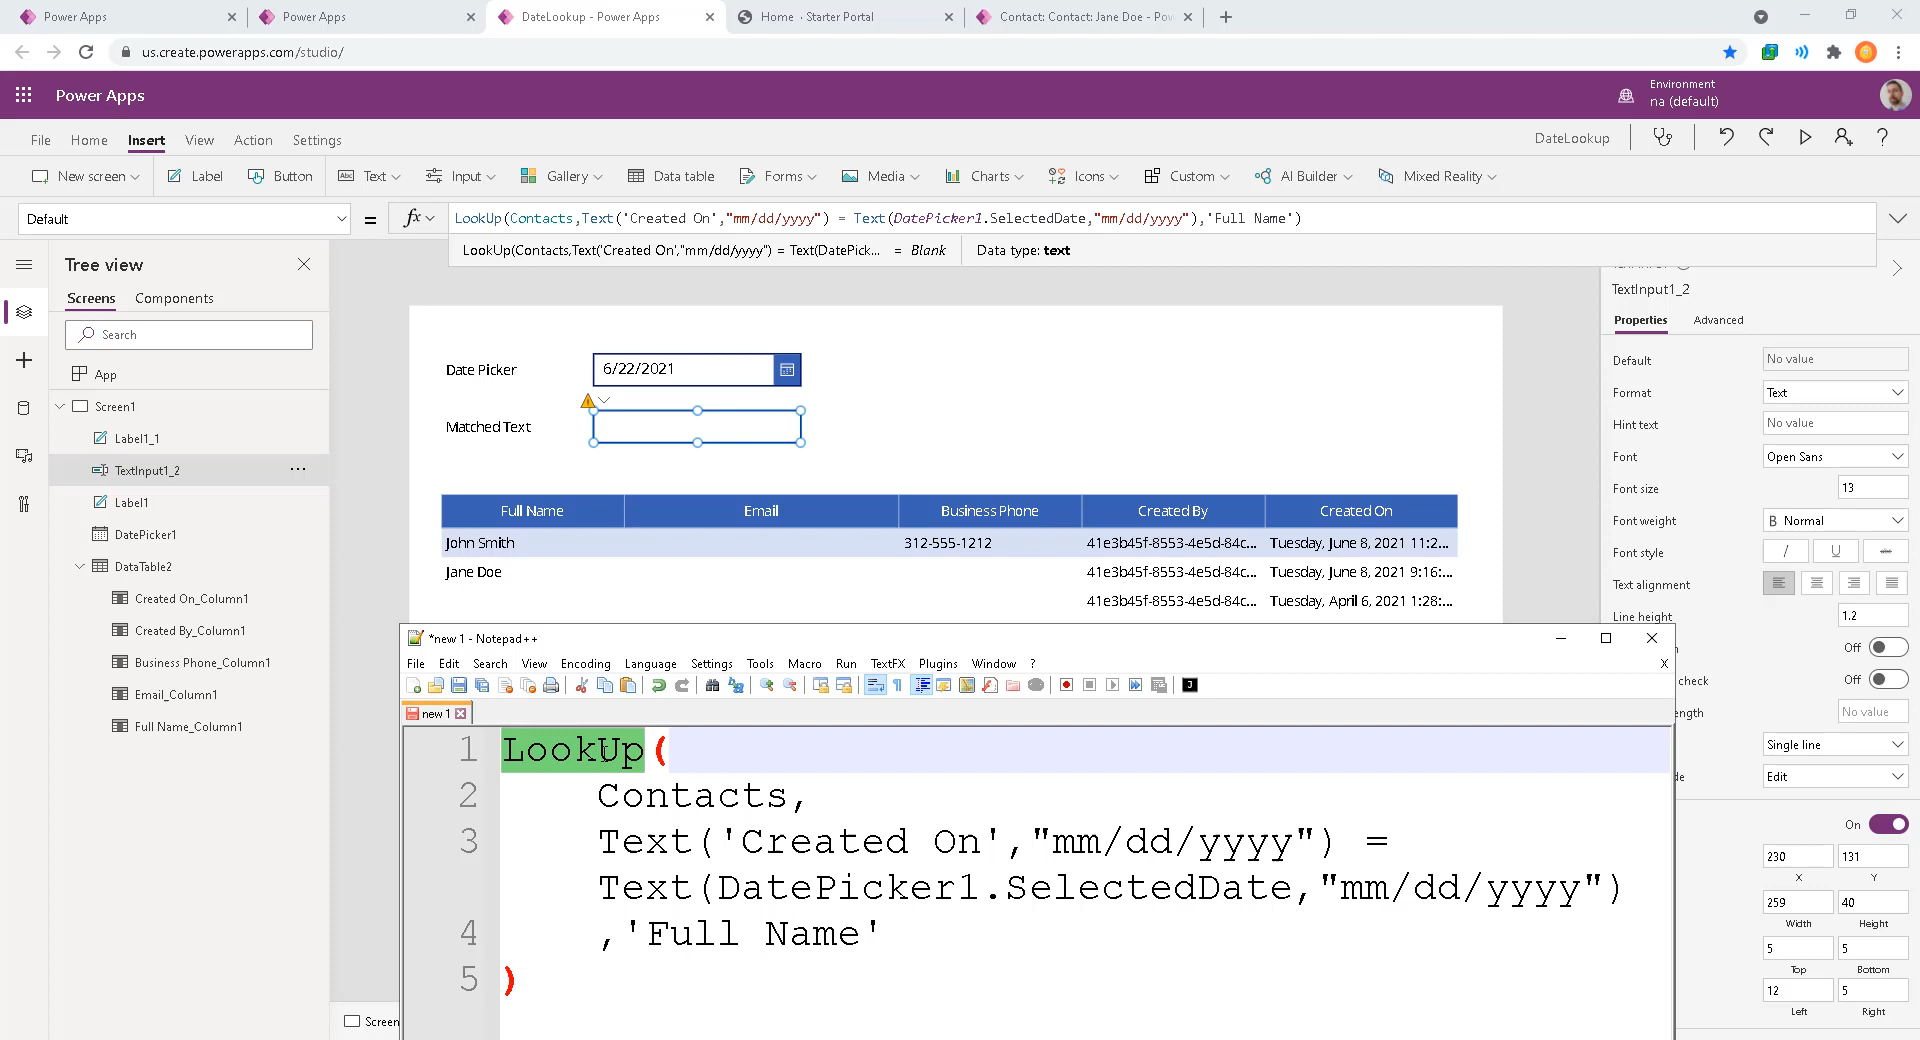 Power Apps
Power Apps
DateLookup - Power Apps
Home · Starter Portal
Contact: Contact: Jane Doe - Pow
us.create.powerapps.com/studio/
Power Apps
Environment
na (default)
File Home Insert View Action Settings
DateLookup
New screen Label Button Text Input Gallery Data table Forms Media Charts Icons Custom AI Builder Mixed Reality
Default = fx LookUp(Contacts,Text('Created On',"mm/dd/yyyy") = Text(DatePicker1.SelectedDate,"mm/dd/yyyy"),'Full Name')
LookUp(Contacts,Text('Created On',"mm/dd/yyyy") = Text(DatePick... = Blank Data type: text
Tree view
Screens Components
Search
App
Screen1
Label1_1
TextInput1_2
Label1
DatePicker1
DataTable2
Created On_Column1
Created By_Column1
Business Phone_Column1
Email_Column1
Full Name_Column1
Date Picker 6/22/2021
Matched Text
Full Name Email Business Phone Created By Created On
John Smith 312-555-1212 41e3b45f-8553-4e5d-84c... Tuesday, June 8, 2021 11:2...
Jane Doe 41e3b45f-8553-4e5d-84c... Tuesday, June 8, 2021 9:16:...
41e3b45f-8553-4e5d-84c... Tuesday, April 6, 2021 1:28:...
Screen
*new 1 - Notepad++
File Edit Search View Encoding Language Settings Tools Macro Run TextFX Plugins Window ?
X
new 1
1 LookUp(
2 Contacts,
3 Text('Created On',"mm/dd/yyyy") =
Text(DatePicker1.SelectedDate,"mm/dd/yyyy")
4 ,'Full Name'
5 )
TextInput1_2
Properties Advanced
Default No value
Format Text
Hint text No value
Font Open Sans
Font size 13
Font weight B Normal
Font style / U abc
Text alignment
Line height 1.2
Off
check Off
ength No value
Single line
de Edit
On
230 131
X Y
259 40
Width Height
5 5
Top Bottom
12 5
Left Right